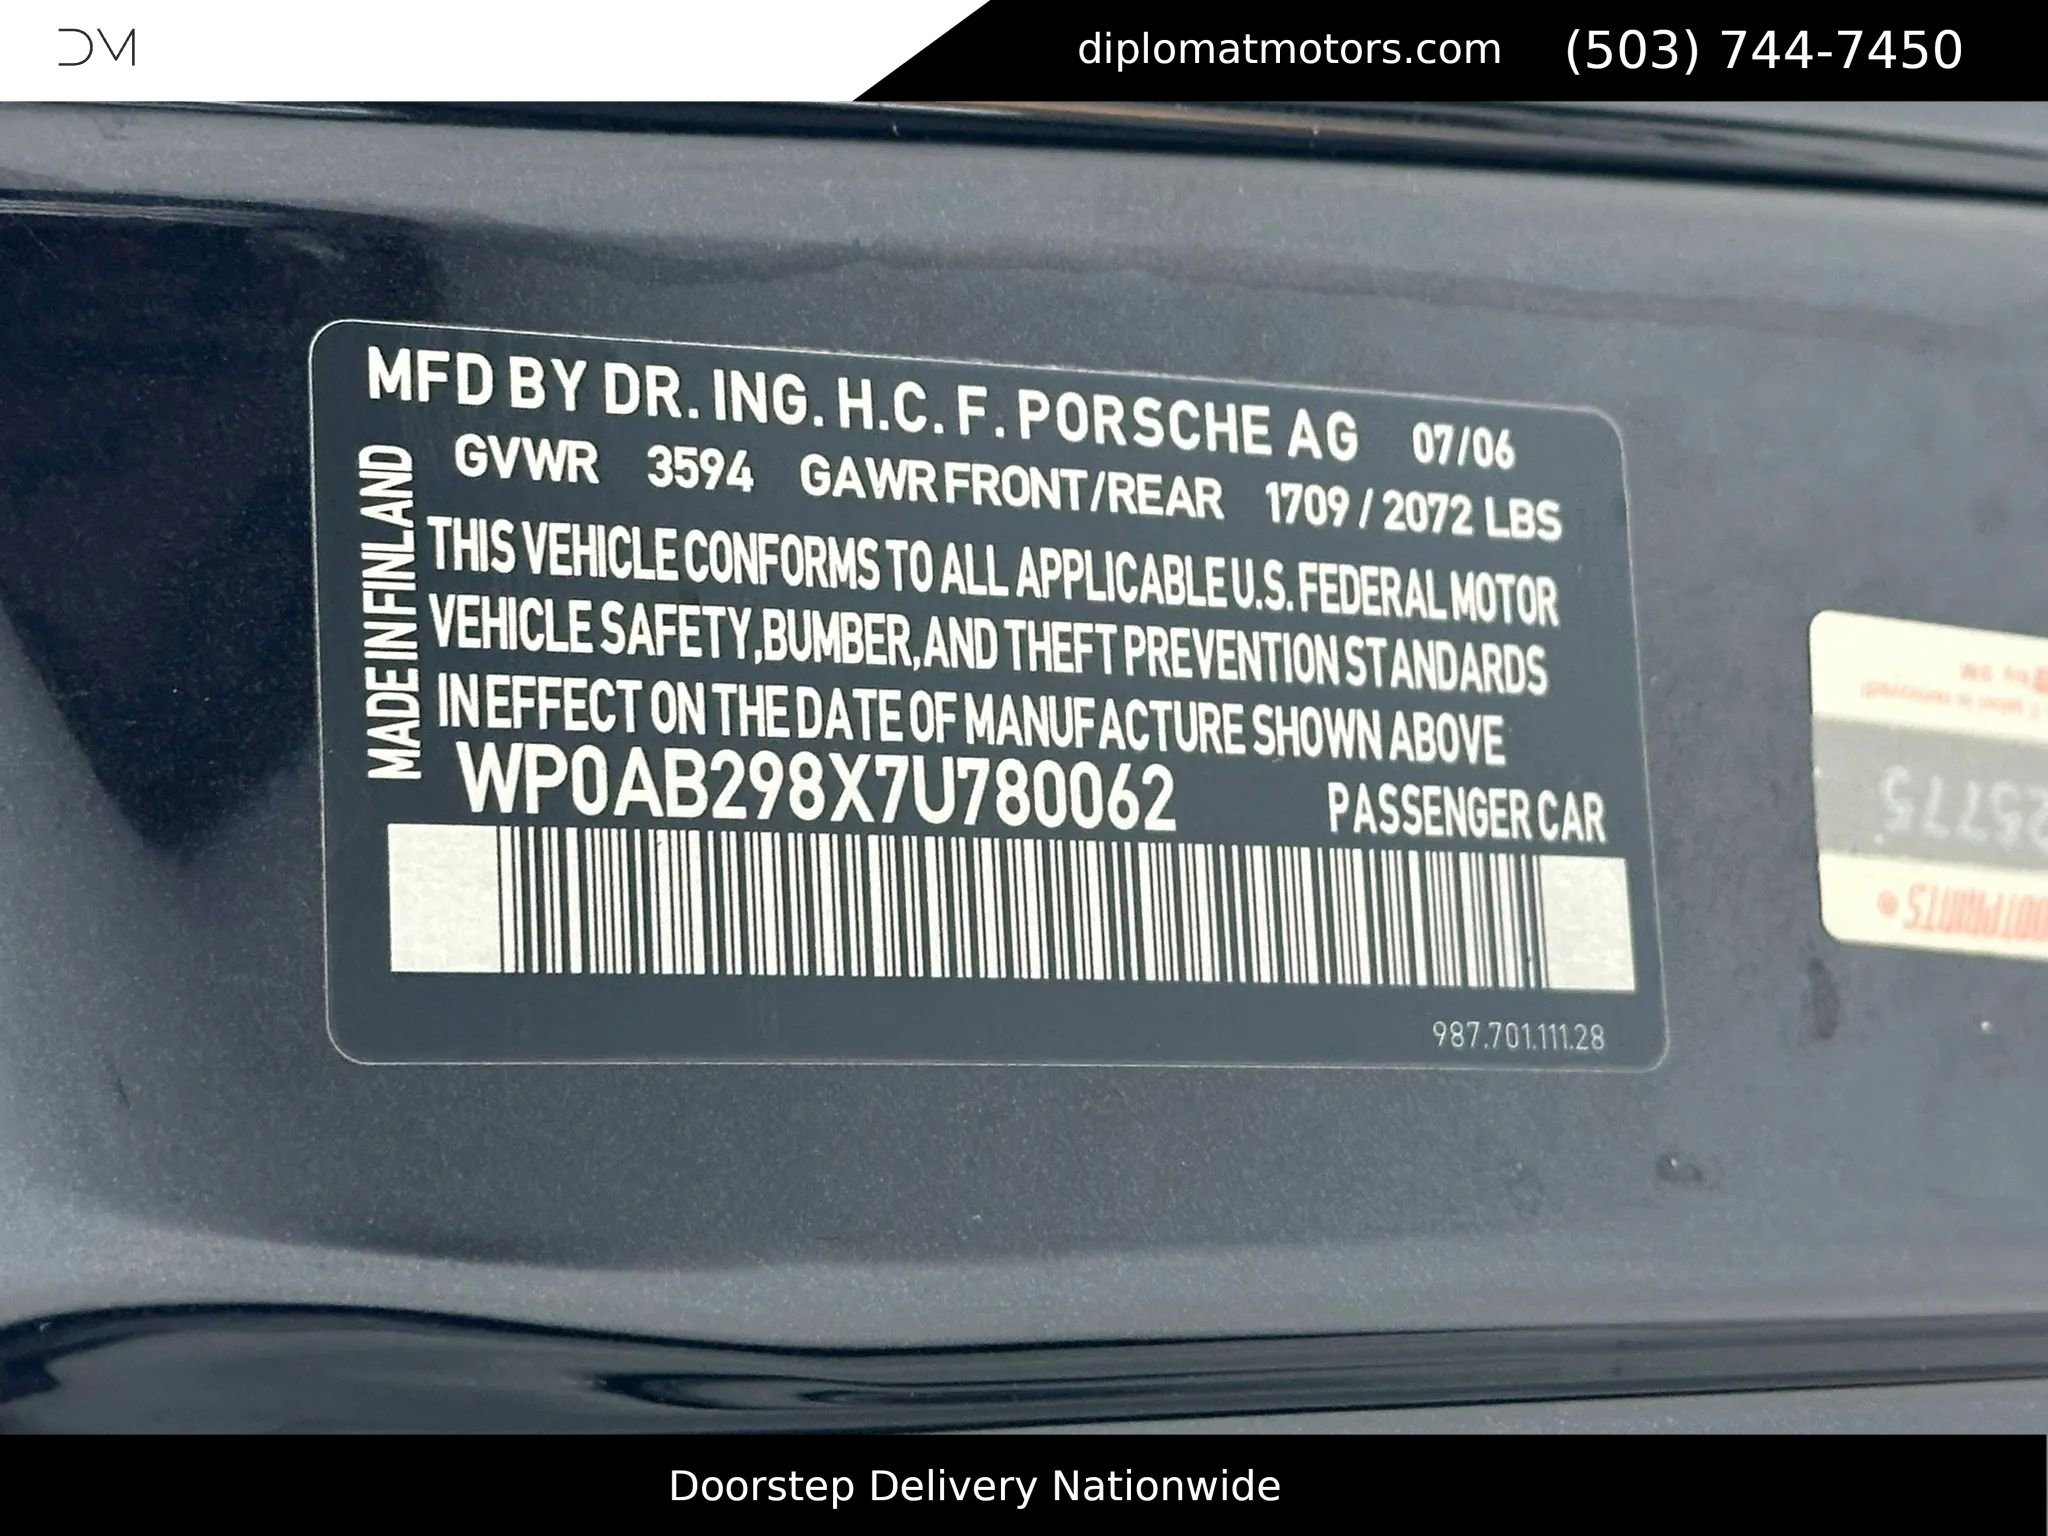 DM
diplomatmotors.com (503) 744-7450
MFD BY DR. ING. H.C. F. PORSCHE AG 07/06
GVWR 3594 GAWR FRONT/REAR 1709 / 2072 LBS
MADE IN FINLAND
THIS VEHICLE CONFORMS TO ALL APPLICABLE U.S. FEDERAL MOTOR
VEHICLE SAFETY, BUMBER, AND THEFT PREVENTION STANDARDS
IN EFFECT ON THE DATE OF MANUFACTURE SHOWN ABOVE
WP0AB298X7U780062 PASSENGER CAR
987.701.111.28
Doorstep Delivery Nationwide